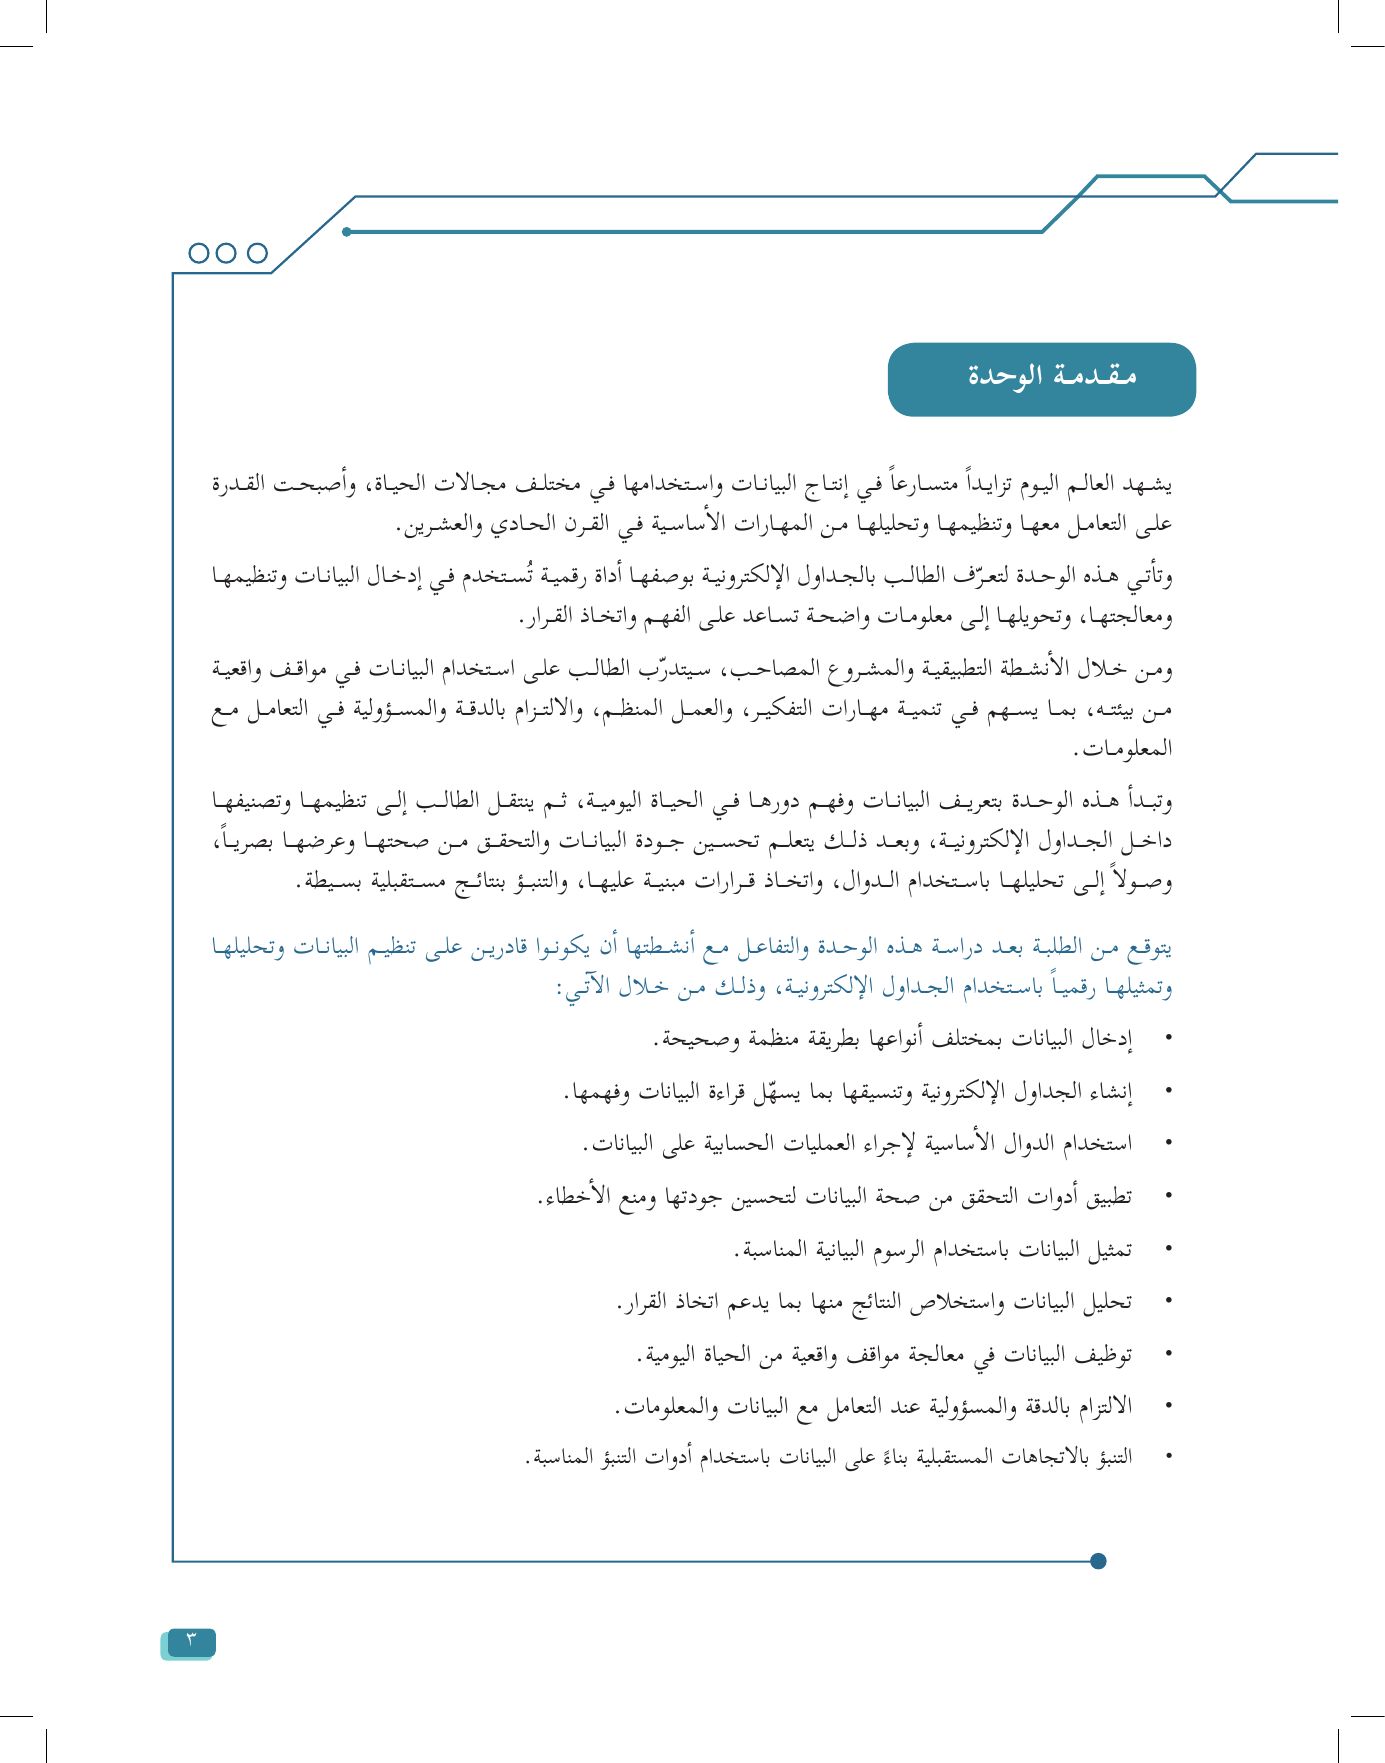 مقدمة الوحدة
يشهد العالم اليوم تزايداً متسارعاً في إنتاج البيانات واستخدامها في مختلف مجالات الحياة، وأصبحت القدرة
على التعامل معها وتنظيمها وتحليلها من المهارات الأساسية في القرن الحادي والعشرين.
وتأتي هذه الوحدة لتعرّف الطالب بالجداول الإلكترونية بوصفها أداة رقمية تُستخدم في إدخال البيانات وتنظيمها
ومعالجتها، وتحويلها إلى معلومات واضحة تساعد على الفهم واتخاذ القرار.
ومن خلال الأنشطة التطبيقية والمشروع المصاحب، سيتدرّب الطالب على استخدام البيانات في مواقف واقعية
من بيئته، بما يسهم في تنمية مهارات التفكير، والعمل المنظم، والالتزام بالدقة والمسؤولية في التعامل مع
المعلومات.
وتبدأ هذه الوحدة بتعريف البيانات وفهم دورها في الحياة اليومية، ثم ينتقل الطالب إلى تنظيمها وتصنيفها
داخل الجداول الإلكترونية، وبعد ذلك يتعلم تحسين جودة البيانات والتحقق من صحتها وعرضها بصرياً،
وصولاً إلى تحليلها باستخدام الدوال، واتخاذ قرارات مبنية عليها، والتنبؤ بنتائج مستقبلية بسيطة.
يتوقع من الطلبة بعد دراسة هذه الوحدة والتفاعل مع أنشطتها أن يكونوا قادرين على تنظيم البيانات وتحليلها
وتمثيلها رقمياً باستخدام الجداول الإلكترونية، وذلك من خلال الآتي:
• إدخال البيانات بمختلف أنواعها بطريقة منظمة وصحيحة.
• إنشاء الجداول الإلكترونية وتنسيقها بما يسهّل قراءة البيانات وفهمها.
• استخدام الدوال الأساسية لإجراء العمليات الحسابية على البيانات.
• تطبيق أدوات التحقق من صحة البيانات لتحسين جودتها ومنع الأخطاء.
• تمثيل البيانات باستخدام الرسوم البيانية المناسبة.
• تحليل البيانات واستخلاص النتائج منها بما يدعم اتخاذ القرار.
• توظيف البيانات في معالجة مواقف واقعية من الحياة اليومية.
• الالتزام بالدقة والمسؤولية عند التعامل مع البيانات والمعلومات.
• التنبؤ بالاتجاهات المستقبلية بناءً على البيانات باستخدام أدوات التنبؤ المناسبة.
٣